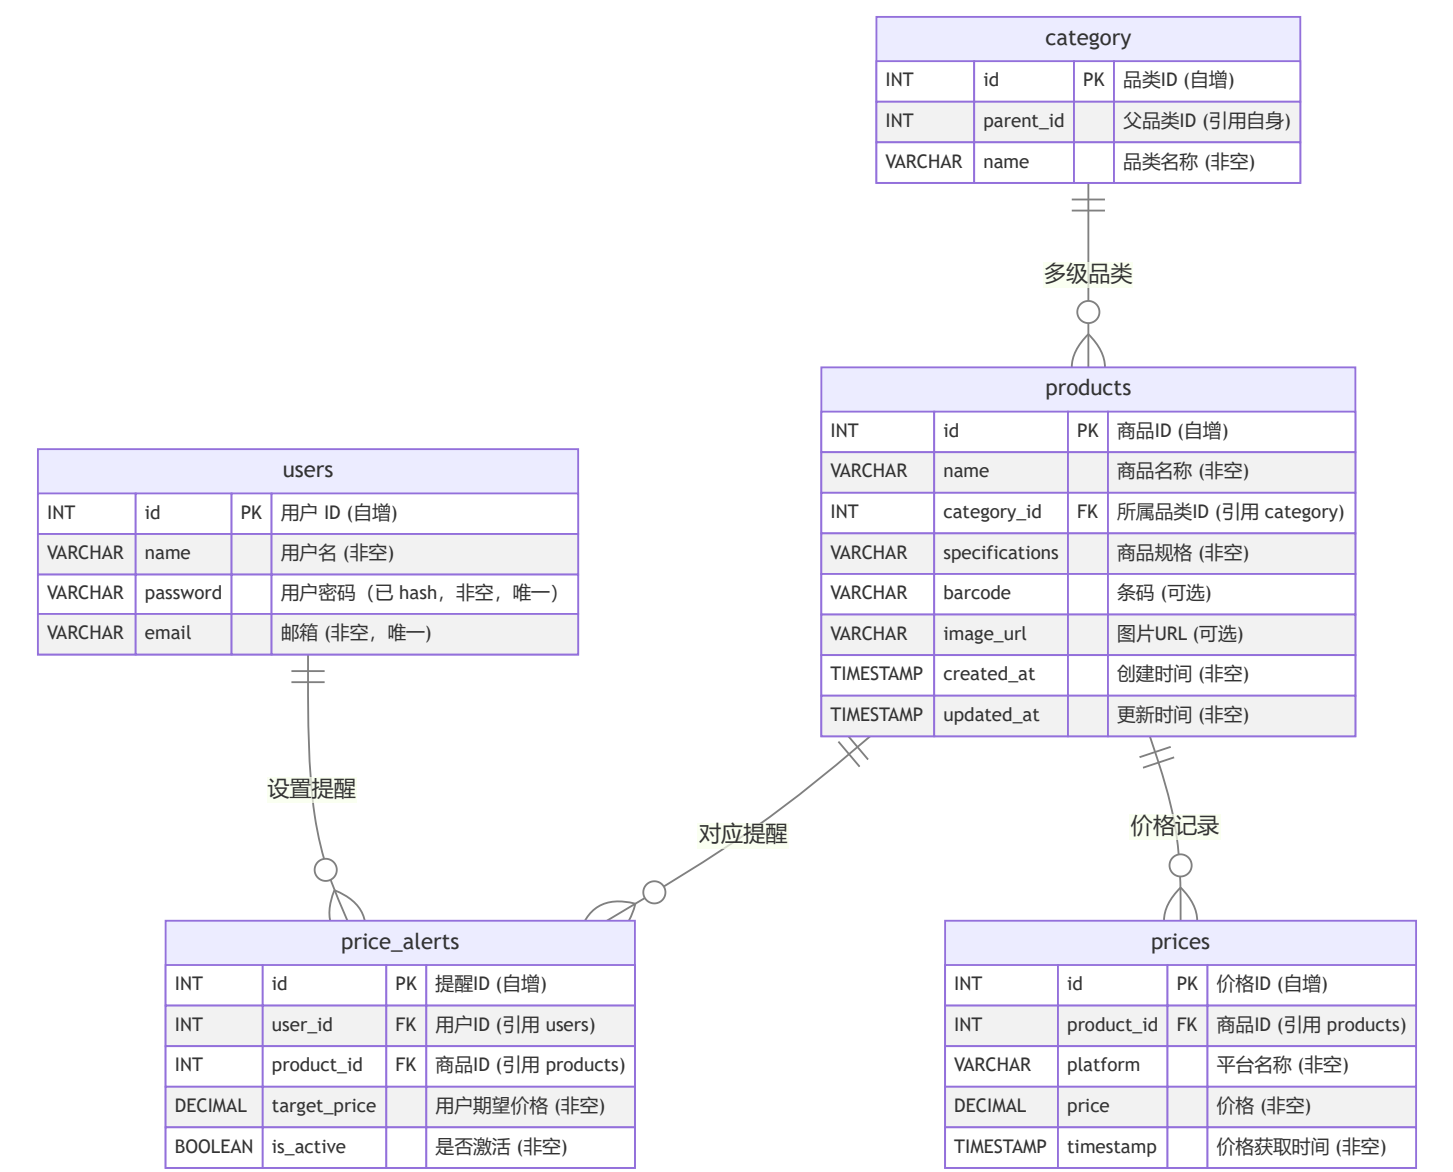 category
INT id PK 品类ID (自增)
INT parent_id 父品类ID (引用自身)
VARCHAR name 品类名称 (非空)
多级品类
products
INT id PK 商品ID (自增)
VARCHAR name 商品名称 (非空)
INT category_id FK 所属品类ID (引用 category)
VARCHAR specifications 商品规格 (非空)
VARCHAR barcode 条码 (可选)
VARCHAR image_url 图片URL (可选)
TIMESTAMP created_at 创建时间 (非空)
TIMESTAMP updated_at 更新时间 (非空)
users
INT id PK 用户 ID (自增)
VARCHAR name 用户名 (非空)
VARCHAR password 用户密码（已 hash，非空，唯一）
VARCHAR email 邮箱 (非空，唯一)
设置提醒
对应提醒
价格记录
price_alerts
INT id PK 提醒ID (自增)
INT user_id FK 用户ID (引用 users)
INT product_id FK 商品ID (引用 products)
DECIMAL target_price 用户期望价格 (非空)
BOOLEAN is_active 是否激活 (非空)
prices
INT id PK 价格ID (自增)
INT product_id FK 商品ID (引用 products)
VARCHAR platform 平台名称 (非空)
DECIMAL price 价格 (非空)
TIMESTAMP timestamp 价格获取时间 (非空)